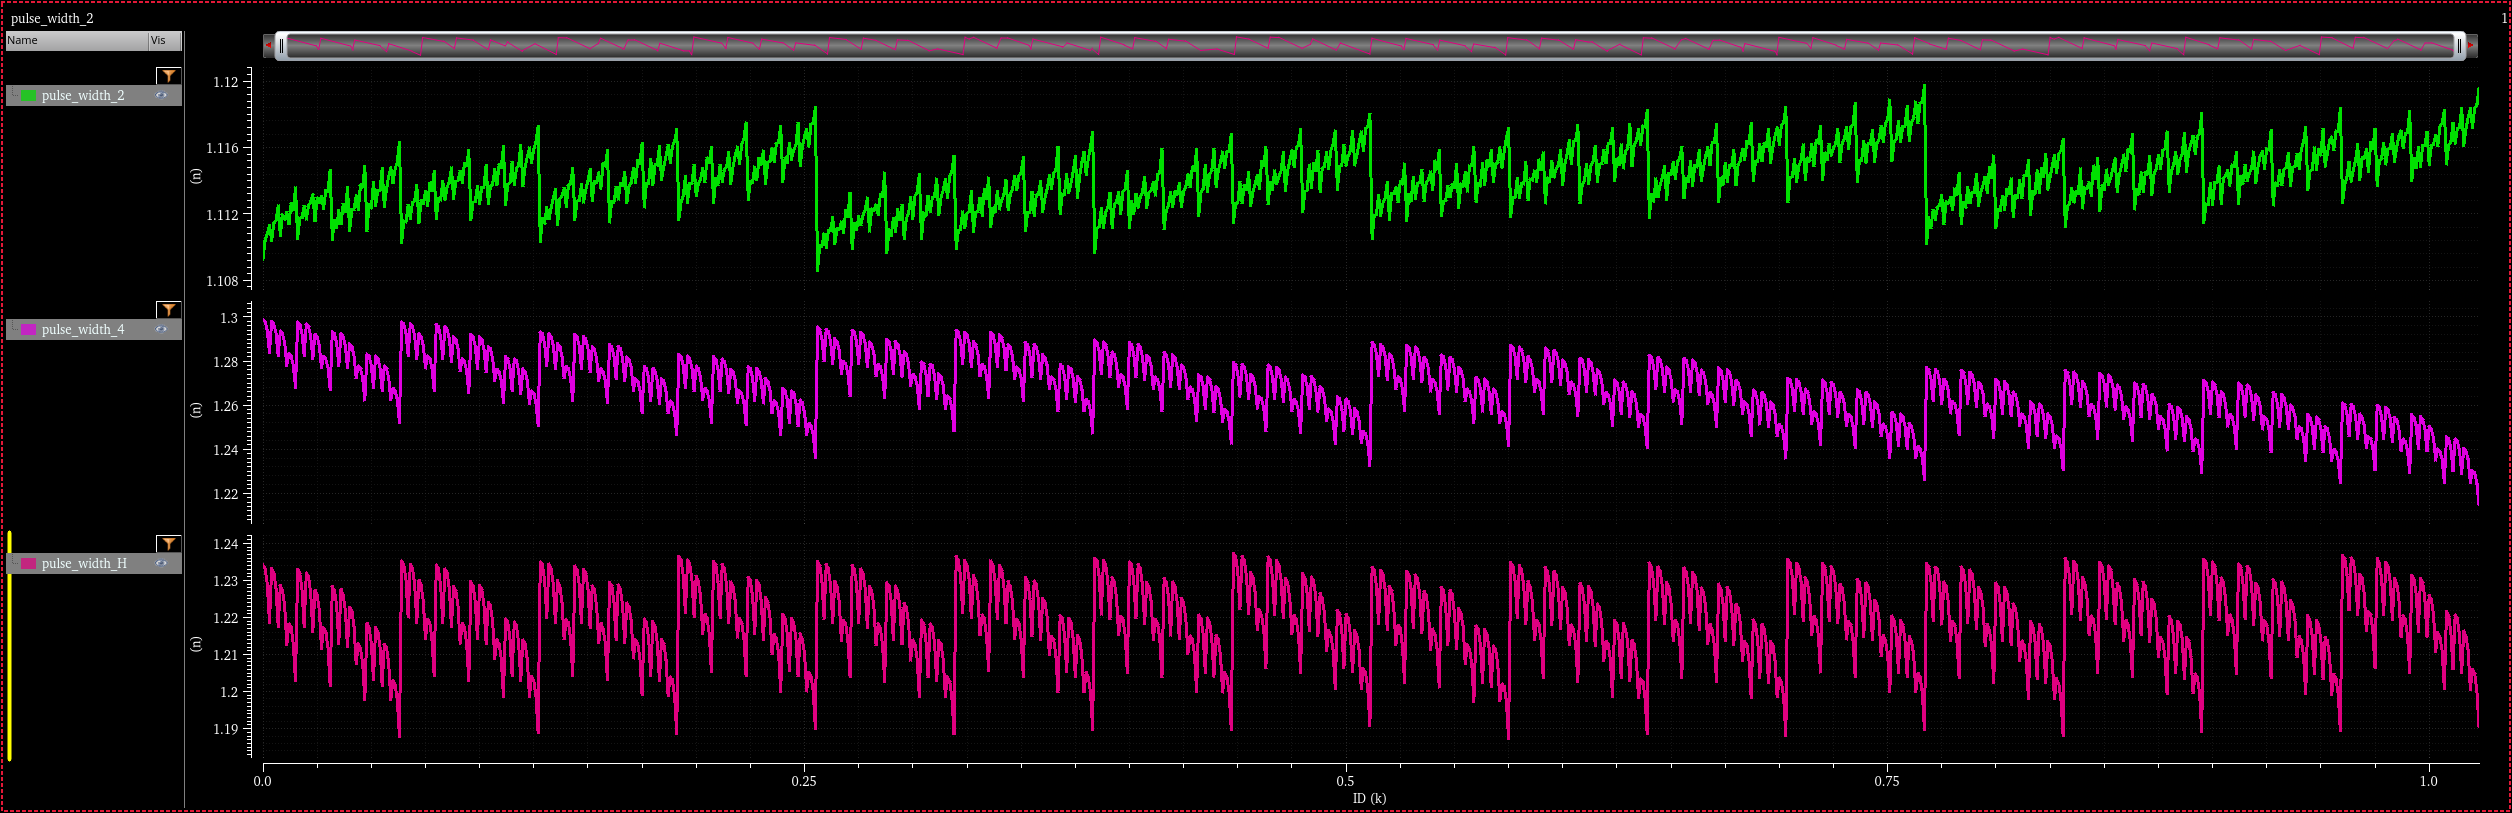 pulse_width_2
1
Name Vis
pulse_width_2
1.12
1.116
1.112
1.108
(n)
pulse_width_4
1.3
1.28
1.26
1.24
1.22
(n)
pulse_width_H
1.24
1.23
1.22
1.21
1.2
1.19
(n)
0.0 0.25 0.5 0.75 1.0
ID (k)